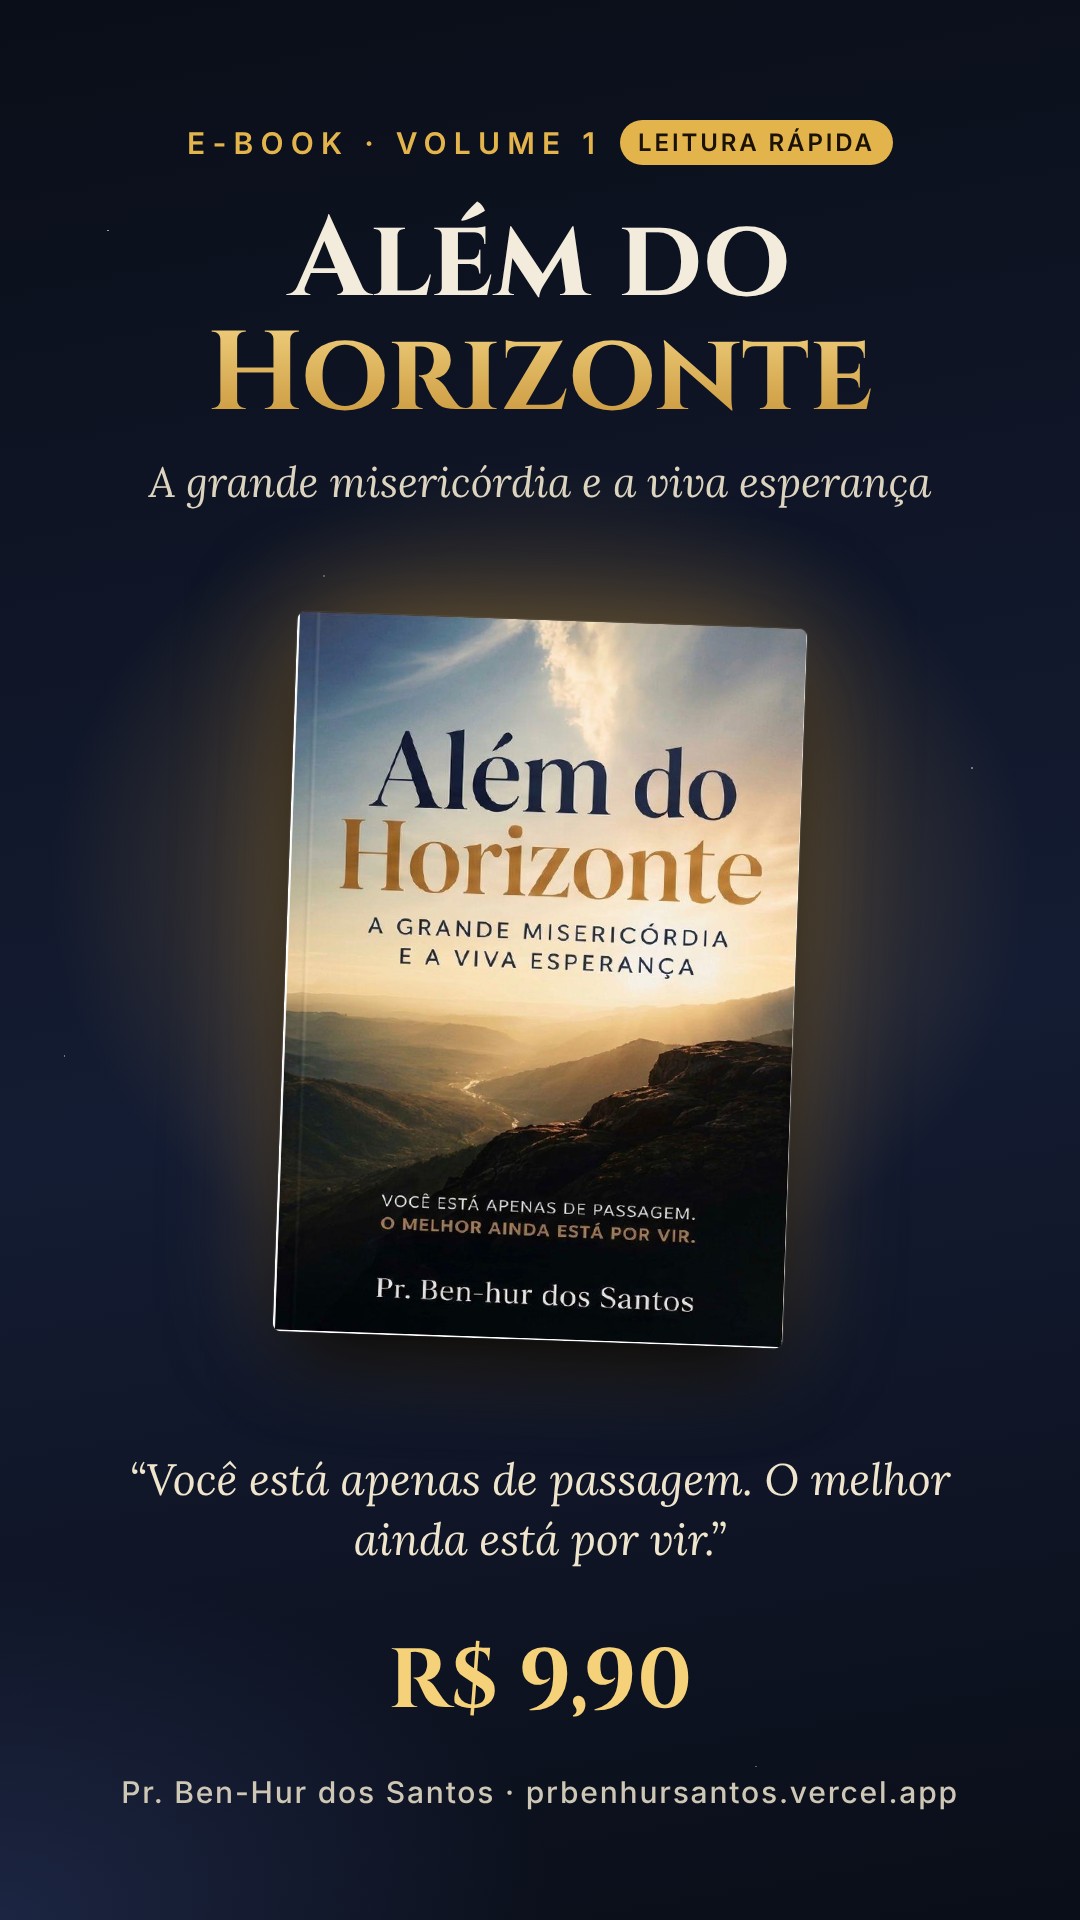 E-BOOK · VOLUME 1 LEITURA RÁPIDA
ALÉM DO
HORIZONTE
A grande misericórdia e a viva esperança
Além do
Horizonte
A GRANDE MISERICÓRDIA
E A VIVA ESPERANÇA
VOCÊ ESTÁ APENAS DE PASSAGEM.
O MELHOR AINDA ESTÁ POR VIR.
Pr. Ben-hur dos Santos
“Você está apenas de passagem. O melhor
ainda está por vir.”
R$ 9,90
Pr. Ben-Hur dos Santos · prbenhursantos.vercel.app